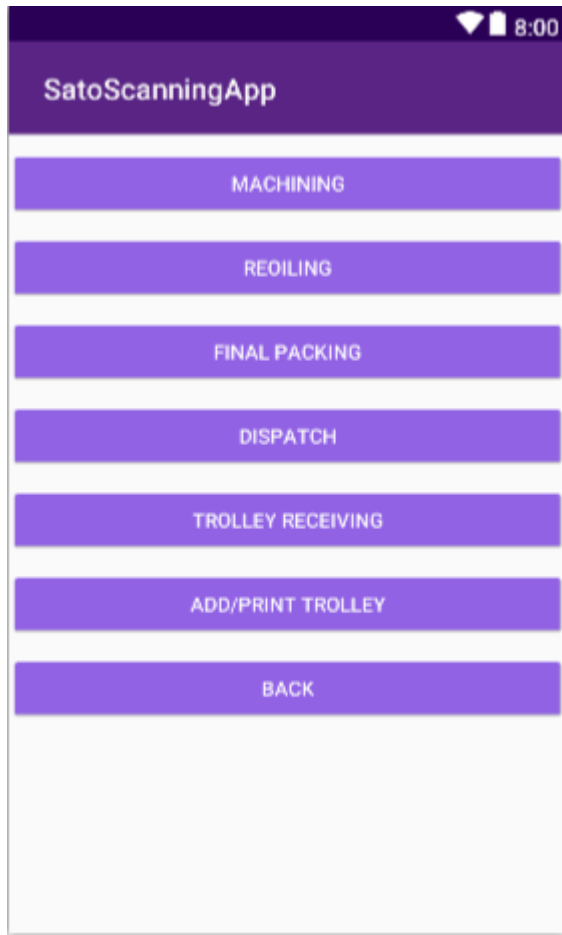 8:00
SatoScanningApp
MACHINING
REOILING
FINAL PACKING
DISPATCH
TROLLEY RECEIVING
ADD/PRINT TROLLEY
BACK